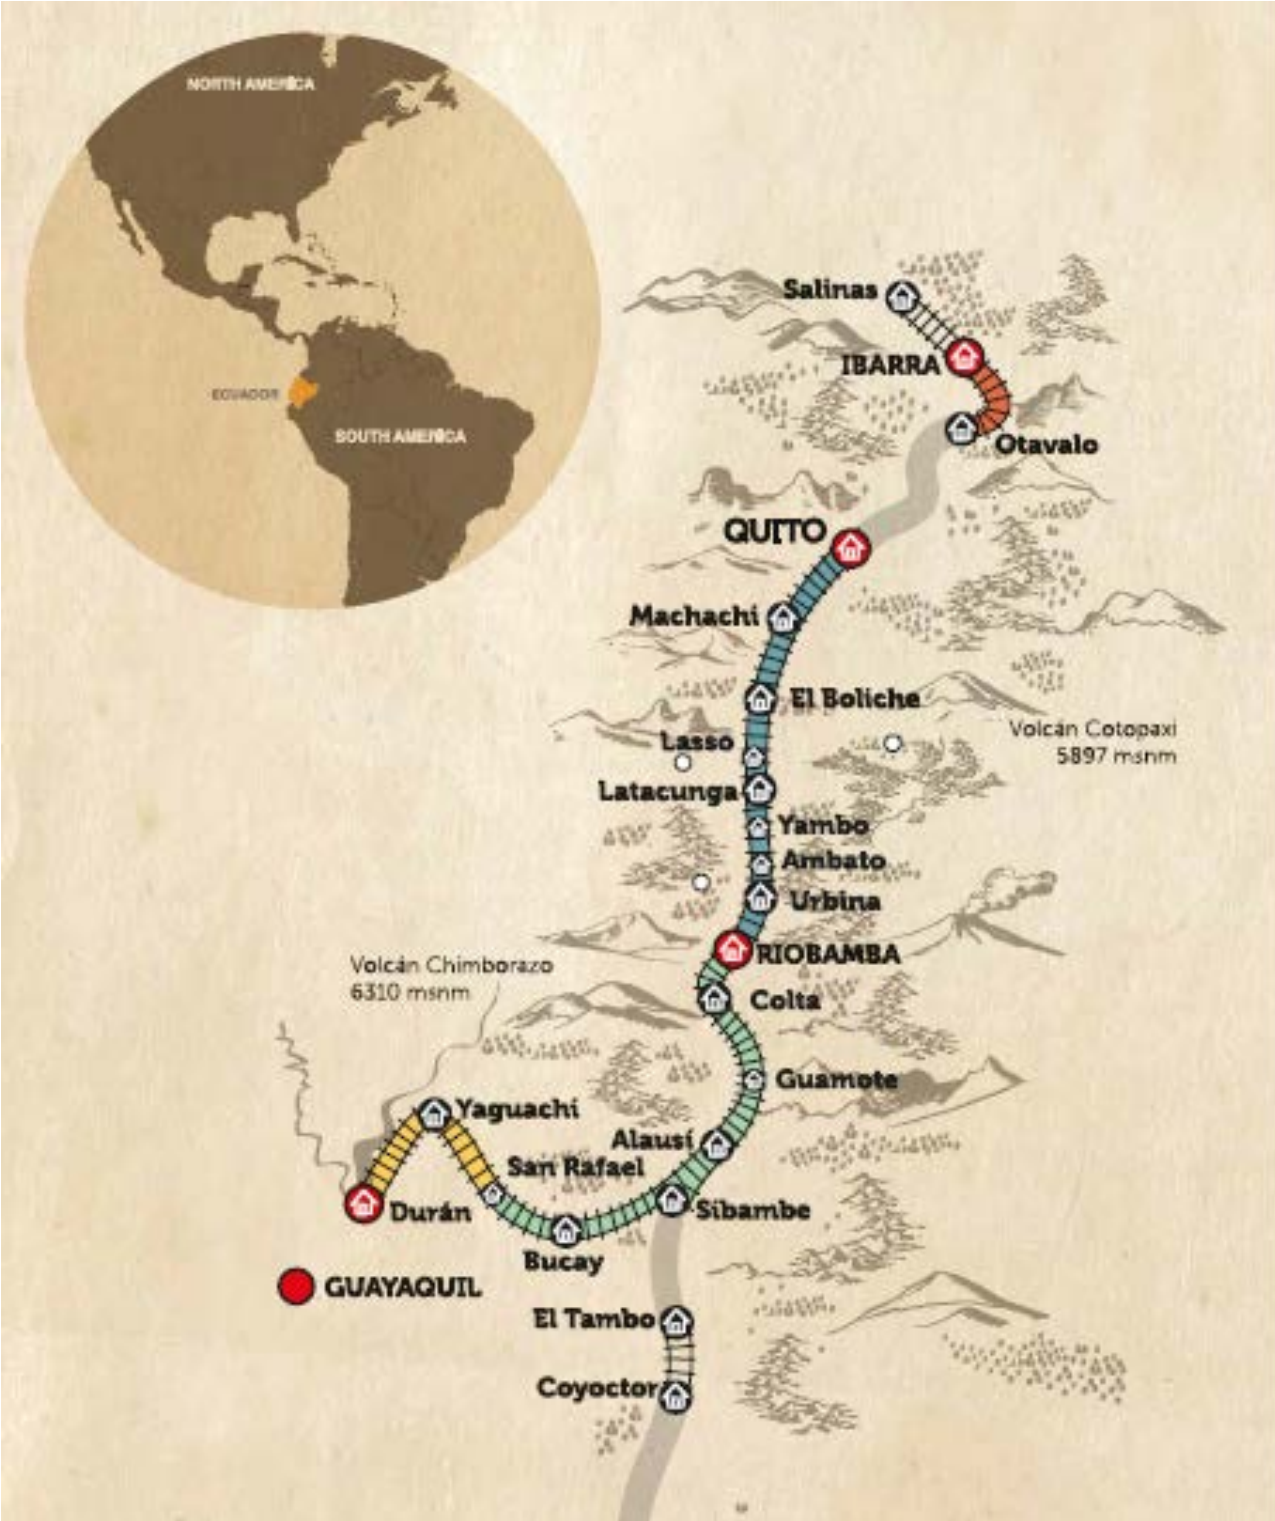 NORTH AMERICA
ECUADOR
SOUTH AMERICA
Salinas
IBARRA
Otavalo
QUITO
Machachi
El Boliche
Volcán Cotopaxi
5897 msnm
Lasso
Latacunga
Yambo
Ambato
Urbina
RIOBAMBA
Volcán Chimborazo
6310 msnm
Colta
Guamote
Yaguachi
Alausí
San Rafael
Durán
Sibambe
Bucay
GUAYAQUIL
El Tambo
Coyoctor